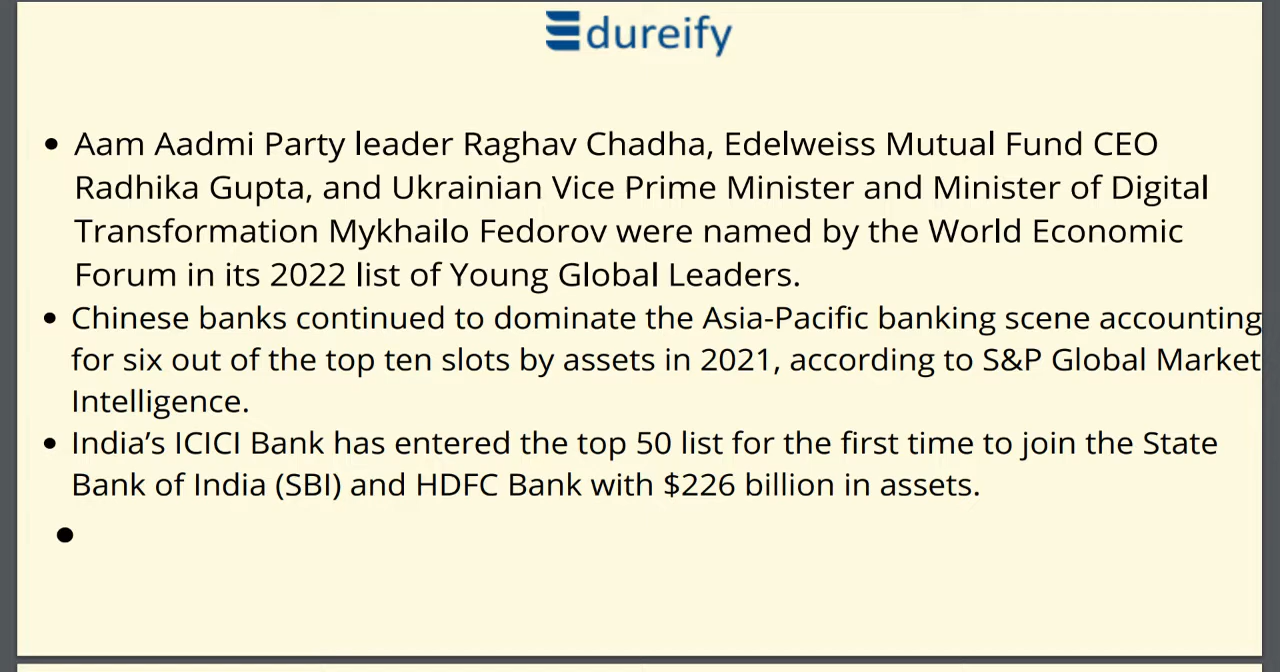 Edureify
• Aam Aadmi Party leader Raghav Chadha, Edelweiss Mutual Fund CEO
Radhika Gupta, and Ukrainian Vice Prime Minister and Minister of Digital
Transformation Mykhailo Fedorov were named by the World Economic
Forum in its 2022 list of Young Global Leaders.
• Chinese banks continued to dominate the Asia-Pacific banking scene accounting
for six out of the top ten slots by assets in 2021, according to S&P Global Market
Intelligence.
• India’s ICICI Bank has entered the top 50 list for the first time to join the State
Bank of India (SBI) and HDFC Bank with $226 billion in assets.
•